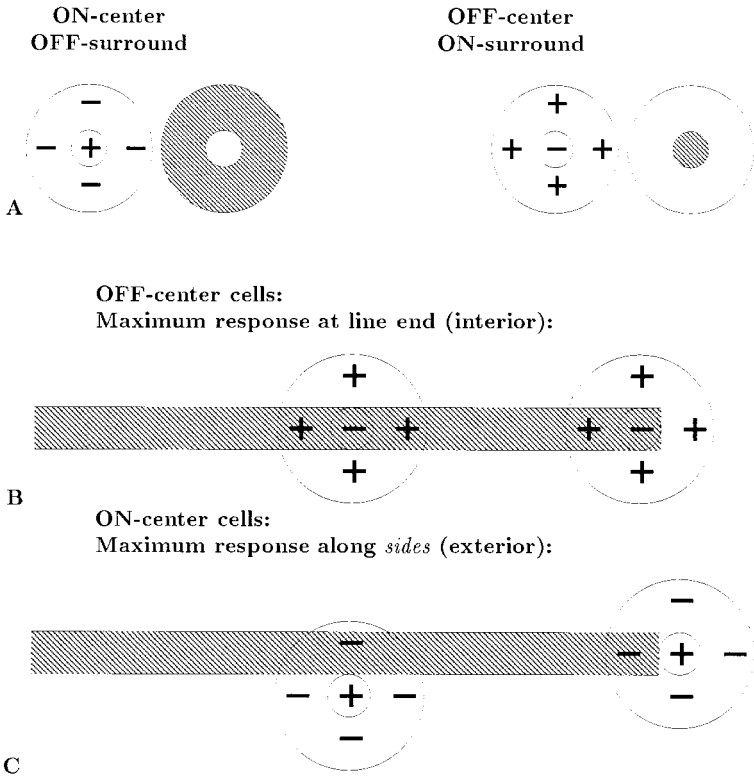 ON-center
OFF-surround
OFF-center
ON-surround
− − + − −
+ + − + +
A
OFF-center cells:
Maximum response at line end (interior):
+ + − + +
+ + − + +
B
ON-center cells:
Maximum response along sides (exterior):
− − + − −
− − + − −
C